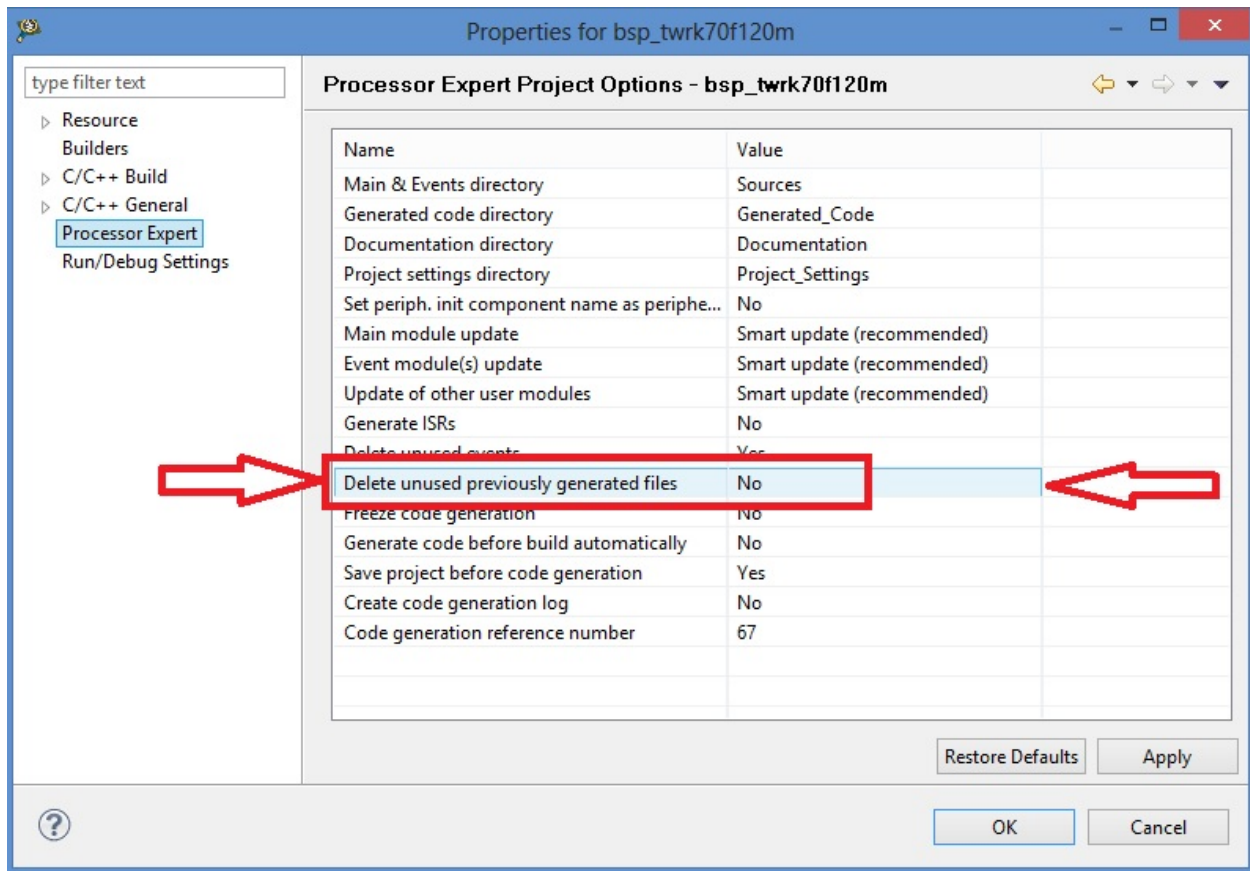 Properties for bsp_twrk70f120m
type filter text
Resource
Builders
C/C++ Build
C/C++ General
Processor Expert
Run/Debug Settings
Processor Expert Project Options - bsp_twrk70f120m
Name Value
Main & Events directory Sources
Generated code directory Generated_Code
Documentation directory Documentation
Project settings directory Project_Settings
Set periph. init component name as periphe... No
Main module update Smart update (recommended)
Event module(s) update Smart update (recommended)
Update of other user modules Smart update (recommended)
Generate ISRs No
Delete unused events Yes
Delete unused previously generated files No
Freeze code generation No
Generate code before build automatically No
Save project before code generation Yes
Create code generation log No
Code generation reference number 67
Restore Defaults Apply
? OK Cancel